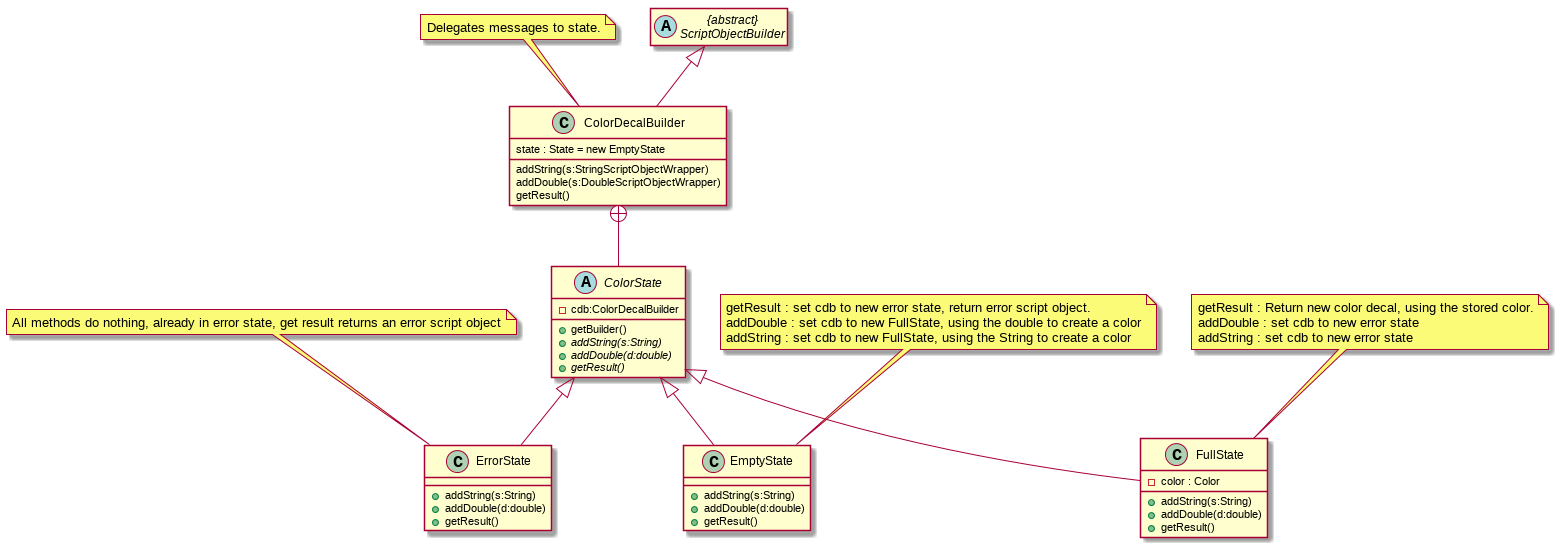 Delegates messages to state.
A
{abstract}
ScriptObjectBuilder
C
ColorDecalBuilder
state : State = new EmptyState
addString(s:StringScriptObjectWrapper)
addDouble(s:DoubleScriptObjectWrapper)
getResult()
A
ColorState
cdb:ColorDecalBuilder
getBuilder()
addString(s:String)
addDouble(d:double)
getResult()
All methods do nothing, already in error state, get result returns an error script object
getResult : set cdb to new error state, return error script object.
addDouble : set cdb to new FullState, using the double to create a color
addString : set cdb to new FullState, using the String to create a color
getResult : Return new color decal, using the stored color.
addDouble : set cdb to new error state
addString : set cdb to new error state
C
ErrorState
addString(s:String)
addDouble(d:double)
getResult()
C
EmptyState
addString(s:String)
addDouble(d:double)
getResult()
C
FullState
color : Color
addString(s:String)
addDouble(d:double)
getResult()